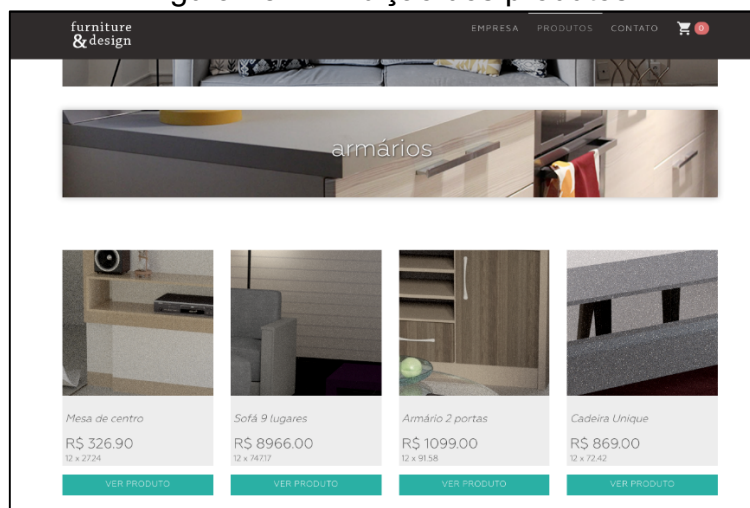 dos produtos
furniture
&design
EMPRESA PRODUTOS CONTATO 0
armários
Mesa de centro
R$ 326.90
12 x 27.24
VER PRODUTO
Sofá 9 lugares
R$ 8966.00
12 x 747.17
VER PRODUTO
Armário 2 portas
R$ 1099.00
12 x 91.58
VER PRODUTO
Cadeira Unique
R$ 869.00
12 x 72.42
VER PRODUTO